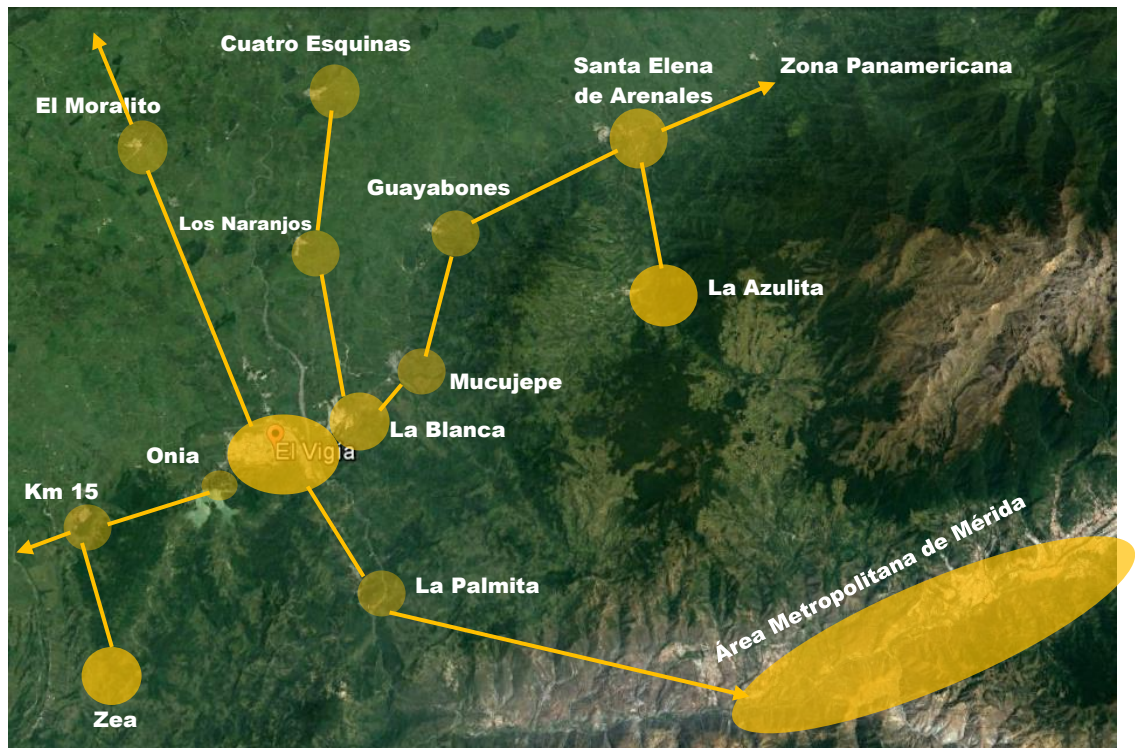 Cuatro Esquinas
Santa Elena
de Arenales
Zona Panamericana
El Moralito
Guayabones
Los Naranjos
La Azulita
Mucujepe
La Blanca
El Vigía
Onia
Km 15
La Palmita
Área Metropolitana de Mérida
Zea